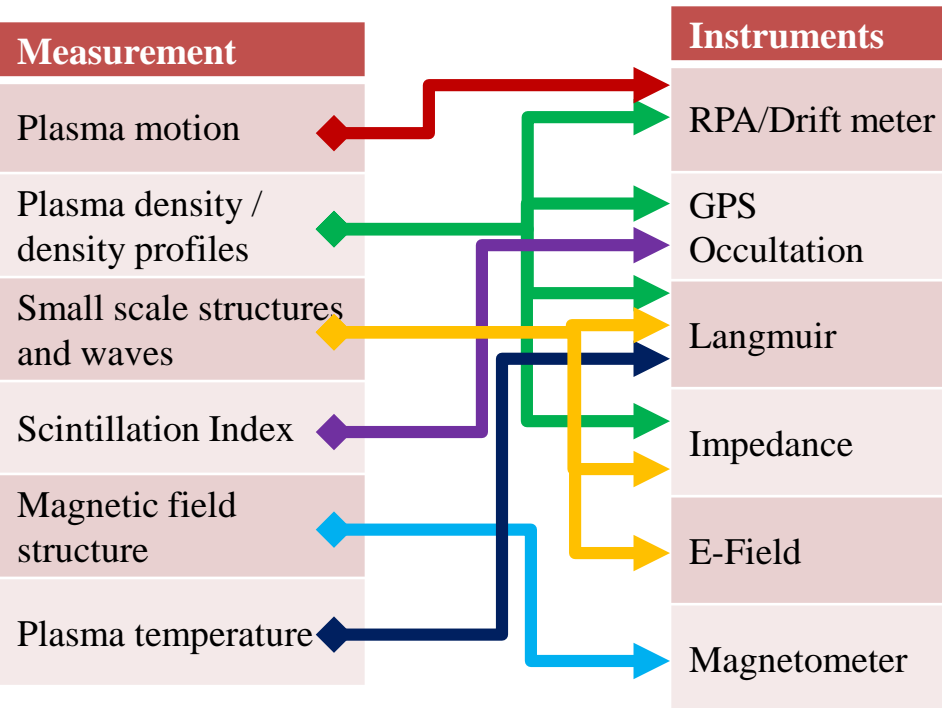 Measurement
Plasma motion
Plasma density /
density profiles
Small scale structures
and waves
Scintillation Index
Magnetic field
structure
Plasma temperature
Instruments
RPA/Drift meter
GPS
Occultation
Langmuir
Impedance
E-Field
Magnetometer